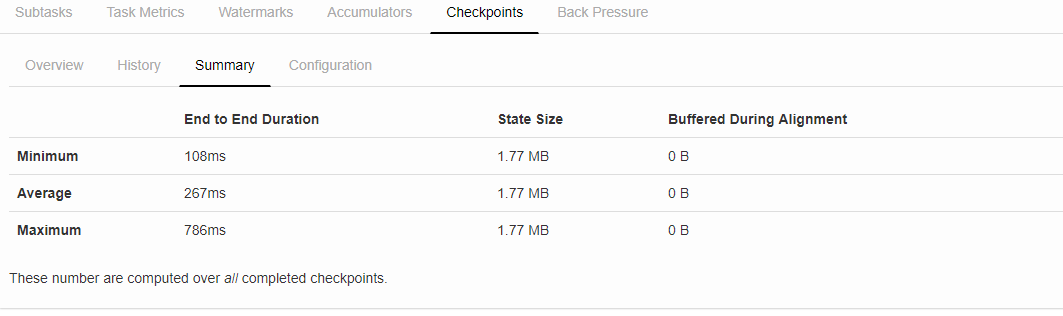 Subtasks Task Metrics Watermarks Accumulators Checkpoints Back Pressure
Overview History Summary Configuration
End to End Duration State Size Buffered During Alignment
Minimum 108ms 1.77 MB 0 B
Average 267ms 1.77 MB 0 B
Maximum 786ms 1.77 MB 0 B
These number are computed over all completed checkpoints.